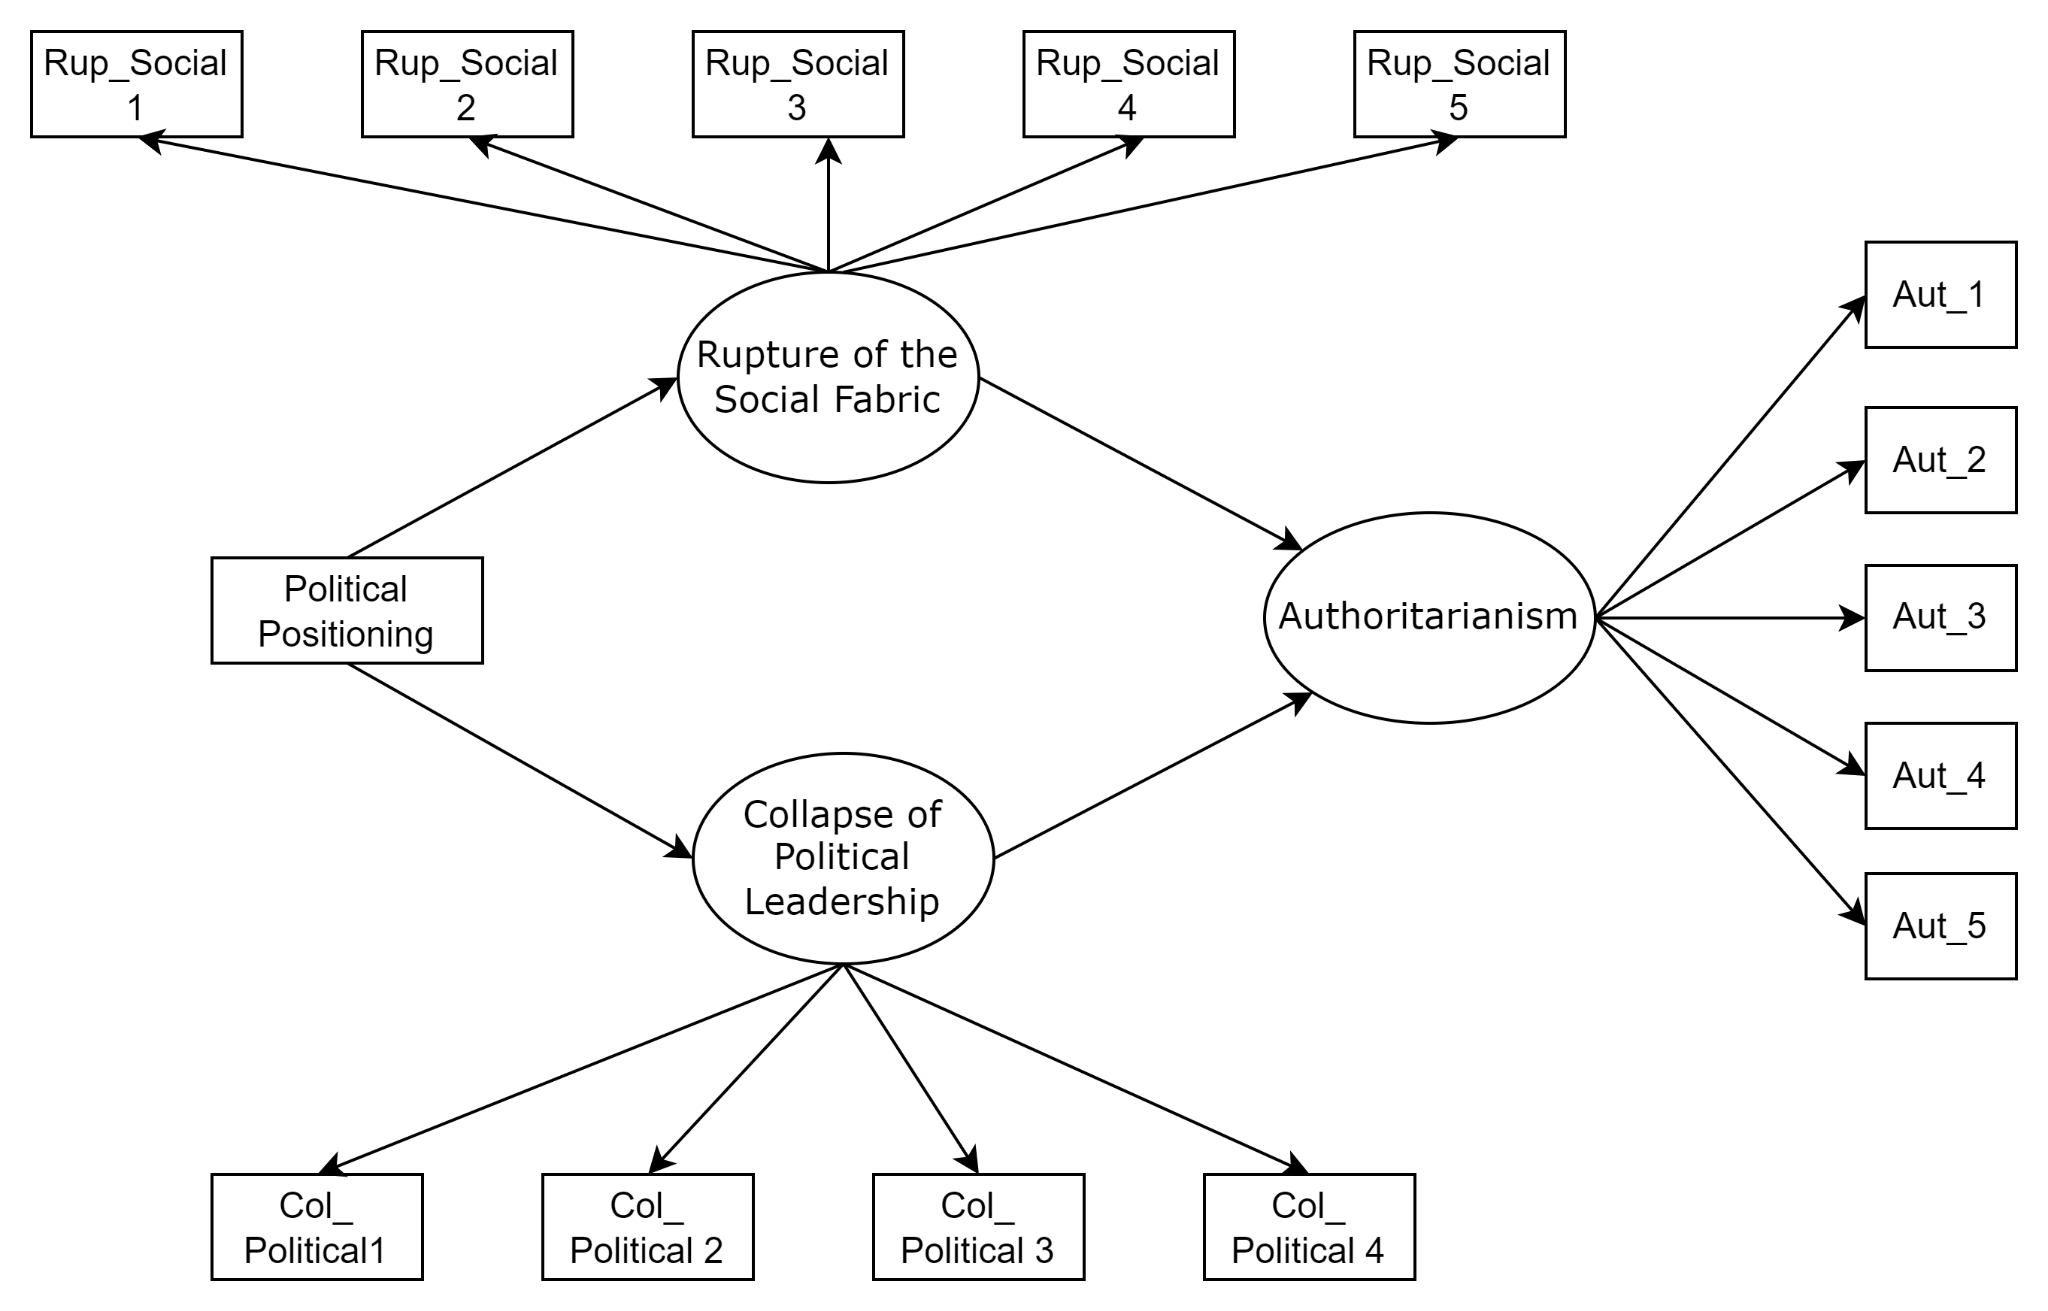 Rup_Social
1
Rup_Social
2
Rup_Social
3
Rup_Social
4
Rup_Social
5
Aut_1
Rupture of the
Social Fabric
Aut_2
Political
Positioning
Authoritarianism
Aut_3
Aut_4
Collapse of
Political
Leadership
Aut_5
Col_
Political1
Col_
Political 2
Col_
Political 3
Col_
Political 4